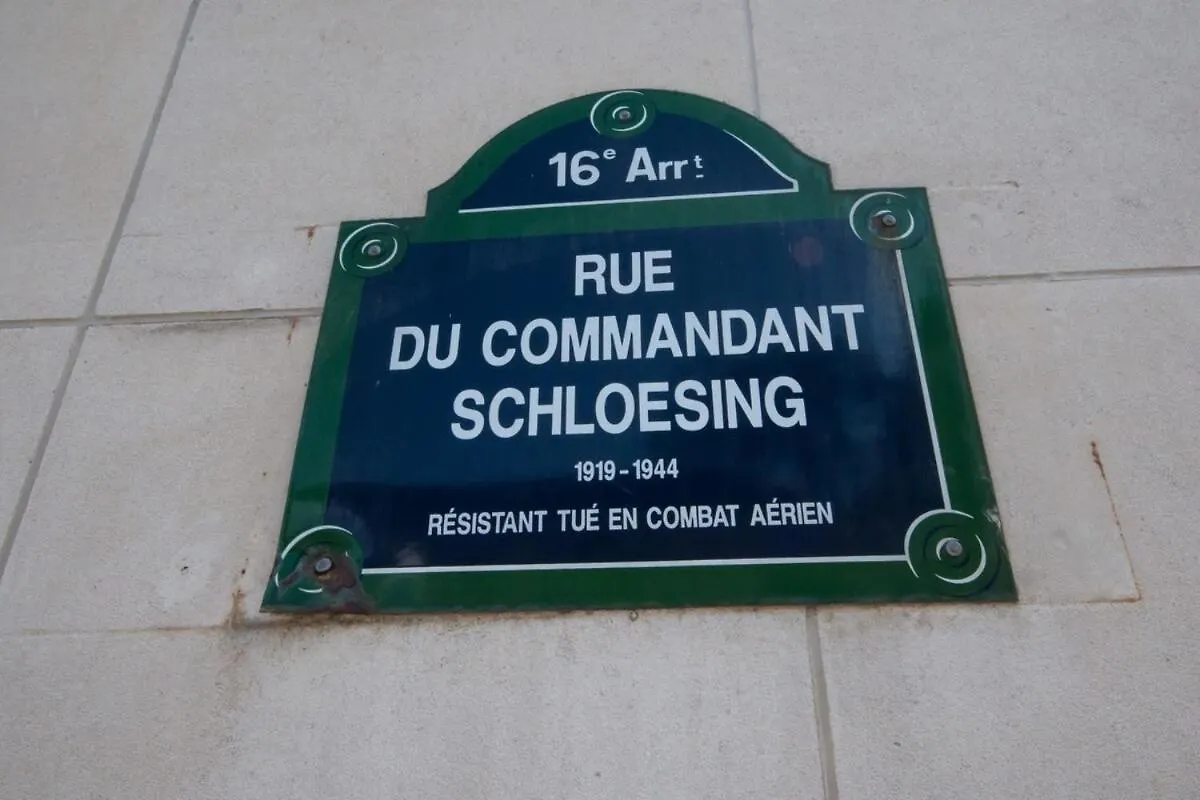 16e Arrt
RUE
DU COMMANDANT
SCHLOESING
1919-1944
RÉSISTANT TUÉ EN COMBAT AÉRIEN